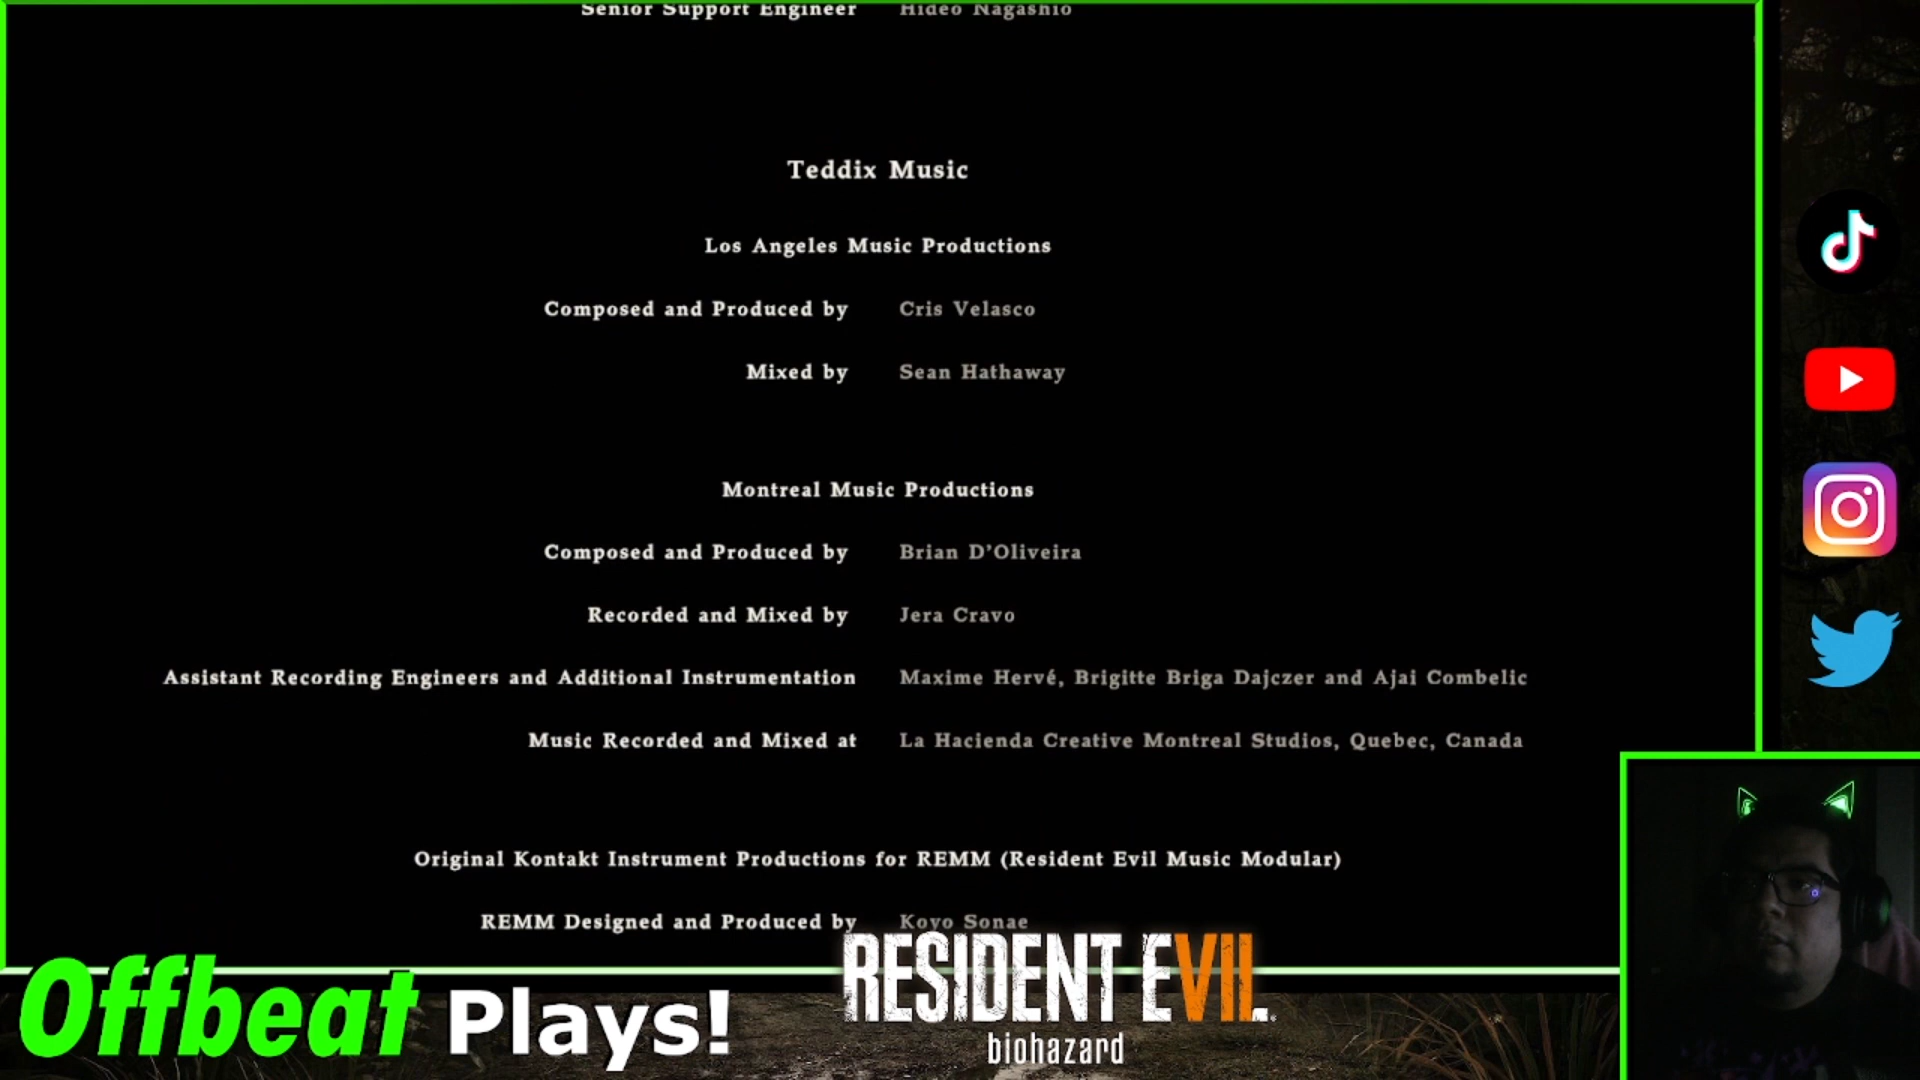 Senior Support Engineer Hideo Nagashio
Teddix Music
Los Angeles Music Productions
Composed and Produced by Cris Velasco
Mixed by Sean Hathaway
Montreal Music Productions
Composed and Produced by Brian D’Oliveira
Recorded and Mixed by Jera Cravo
Assistant Recording Engineers and Additional Instrumentation Maxime Hervé, Brigitte Briga Dajczer and Ajai Combelic
Music Recorded and Mixed at La Hacienda Creative Montreal Studios, Quebec, Canada
Original Kontakt Instrument Productions for REMM (Resident Evil Music Modular)
REMM Designed and Produced by Koyo Sonae
Offbeat Plays!
RESIDENT EVII.
biohazard